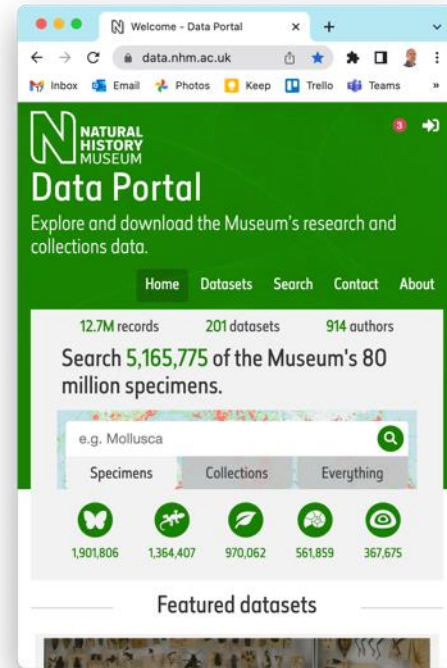 Welcome - Data Portal
data.nhm.ac.uk
Inbox Email Photos Keep Trello Teams »
NATURAL
HISTORY
MUSEUM
3
Data Portal
Explore and download the Museum's research and
collections data.
Home Datasets Search Contact About
12.7M records 201 datasets 914 authors
Search 5,165,775 of the Museum's 80
million specimens.
e.g. Mollusca
Specimens Collections Everything
1,901,806 1,364,407 970,062 561,859 367,675
Featured datasets